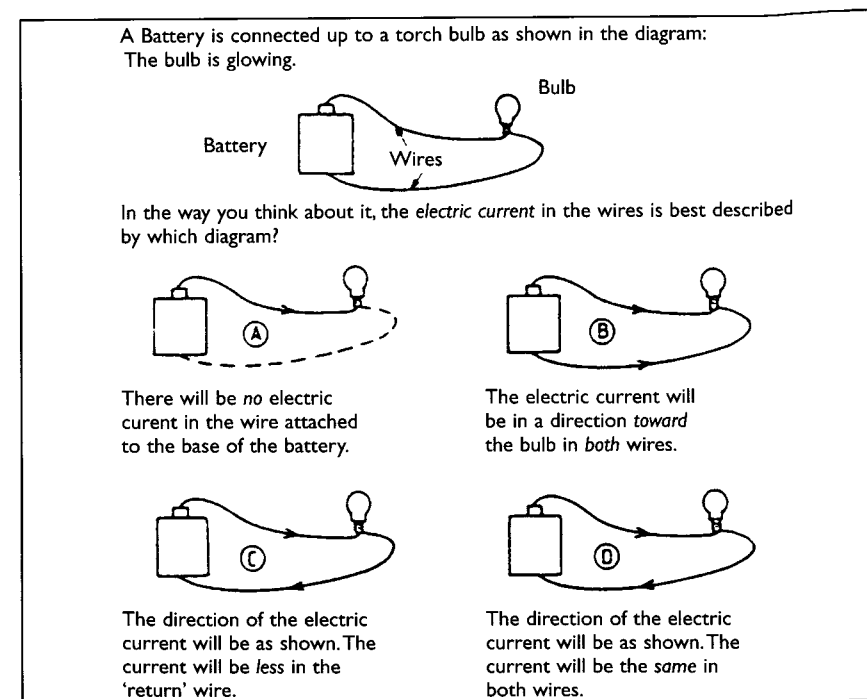 A Battery is connected up to a torch bulb as shown in the diagram:
The bulb is glowing.
Bulb
Battery
Wires
In the way you think about it, the electric current in the wires is best described
by which diagram?
A
B
There will be no electric
curent in the wire attached
to the base of the battery.
The electric current will
be in a direction toward
the bulb in both wires.
C
D
The direction of the electric
current will be as shown. The
current will be less in the
'return' wire.
The direction of the electric
current will be as shown. The
current will be the same in
both wires.